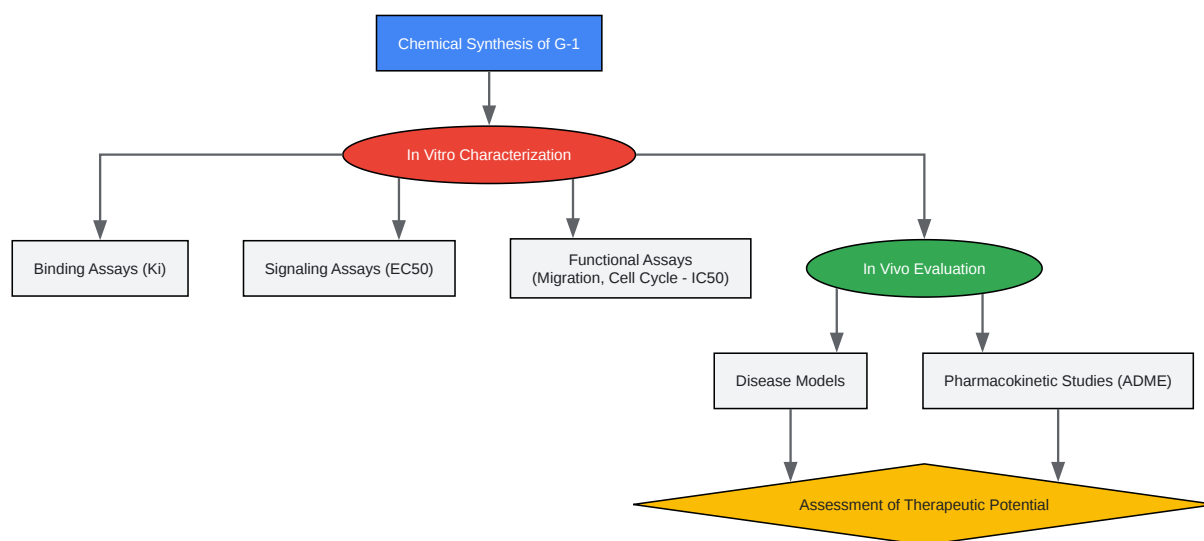 Chemical Synthesis of G-1
In Vitro Characterization
Binding Assays (Ki)
Signaling Assays (EC50)
Functional Assays
(Migration, Cell Cycle - IC50)
In Vivo Evaluation
Disease Models
Pharmacokinetic Studies (ADME)
Assessment of Therapeutic Potential